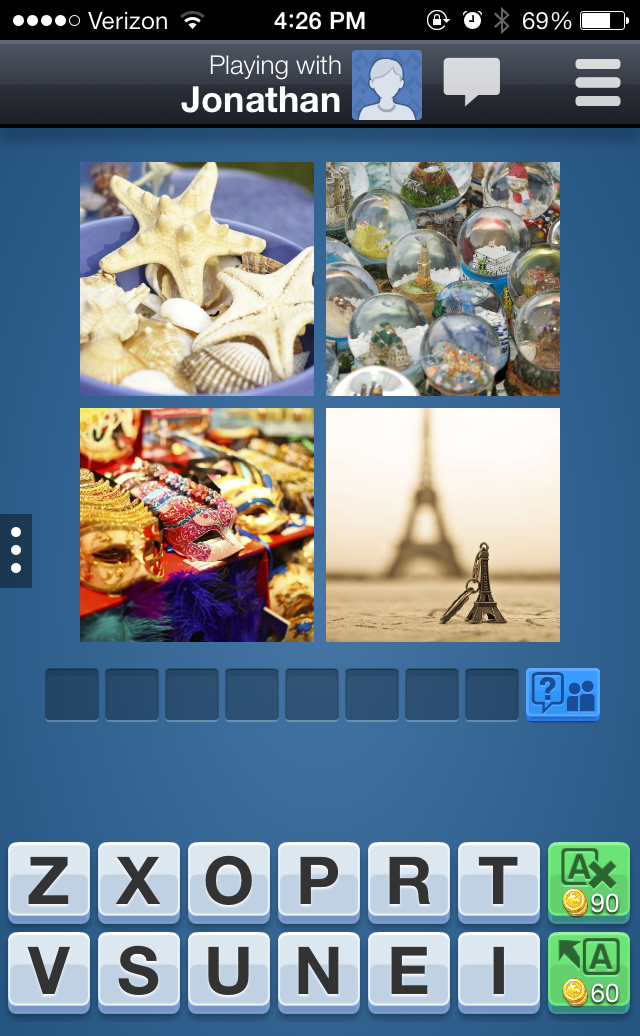 Verizon 4:26 PM 69%
Playing with
Jonathan
?
Z X O P R T A 90
V S U N E I A 60